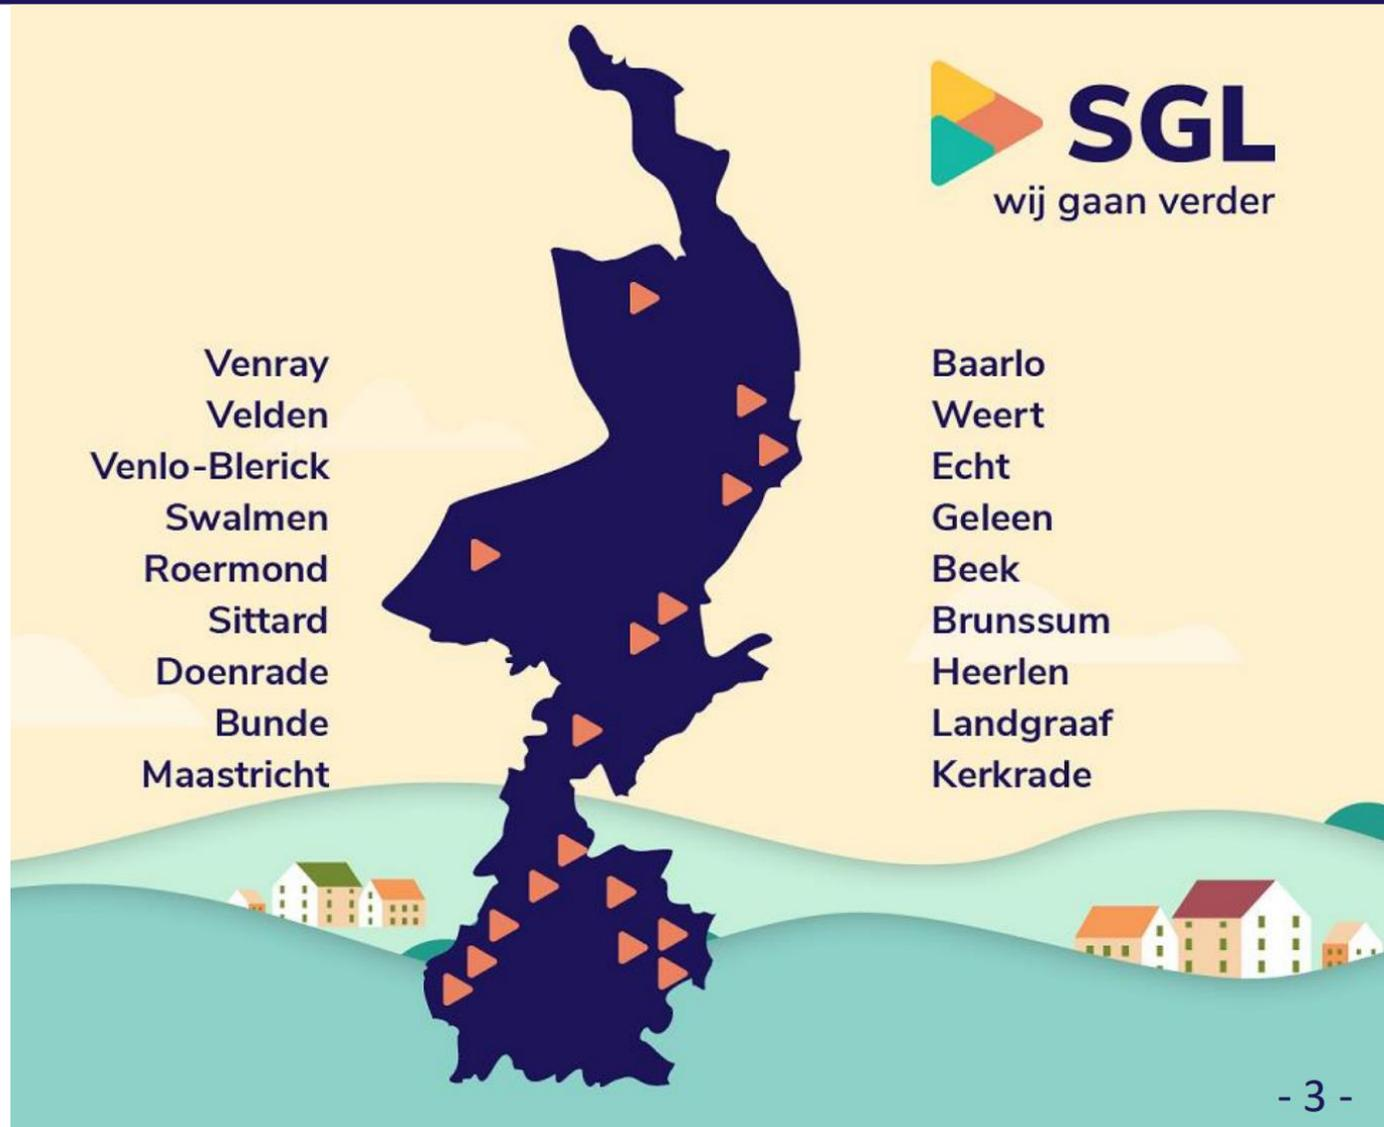 SGL
wij gaan verder
Venray
Velden
Venlo-Blerick
Swalmen
Roermond
Sittard
Doenrade
Bunde
Maastricht
Baarlo
Weert
Echt
Geleen
Beek
Brunssum
Heerlen
Landgraaf
Kerkrade
- 3 -